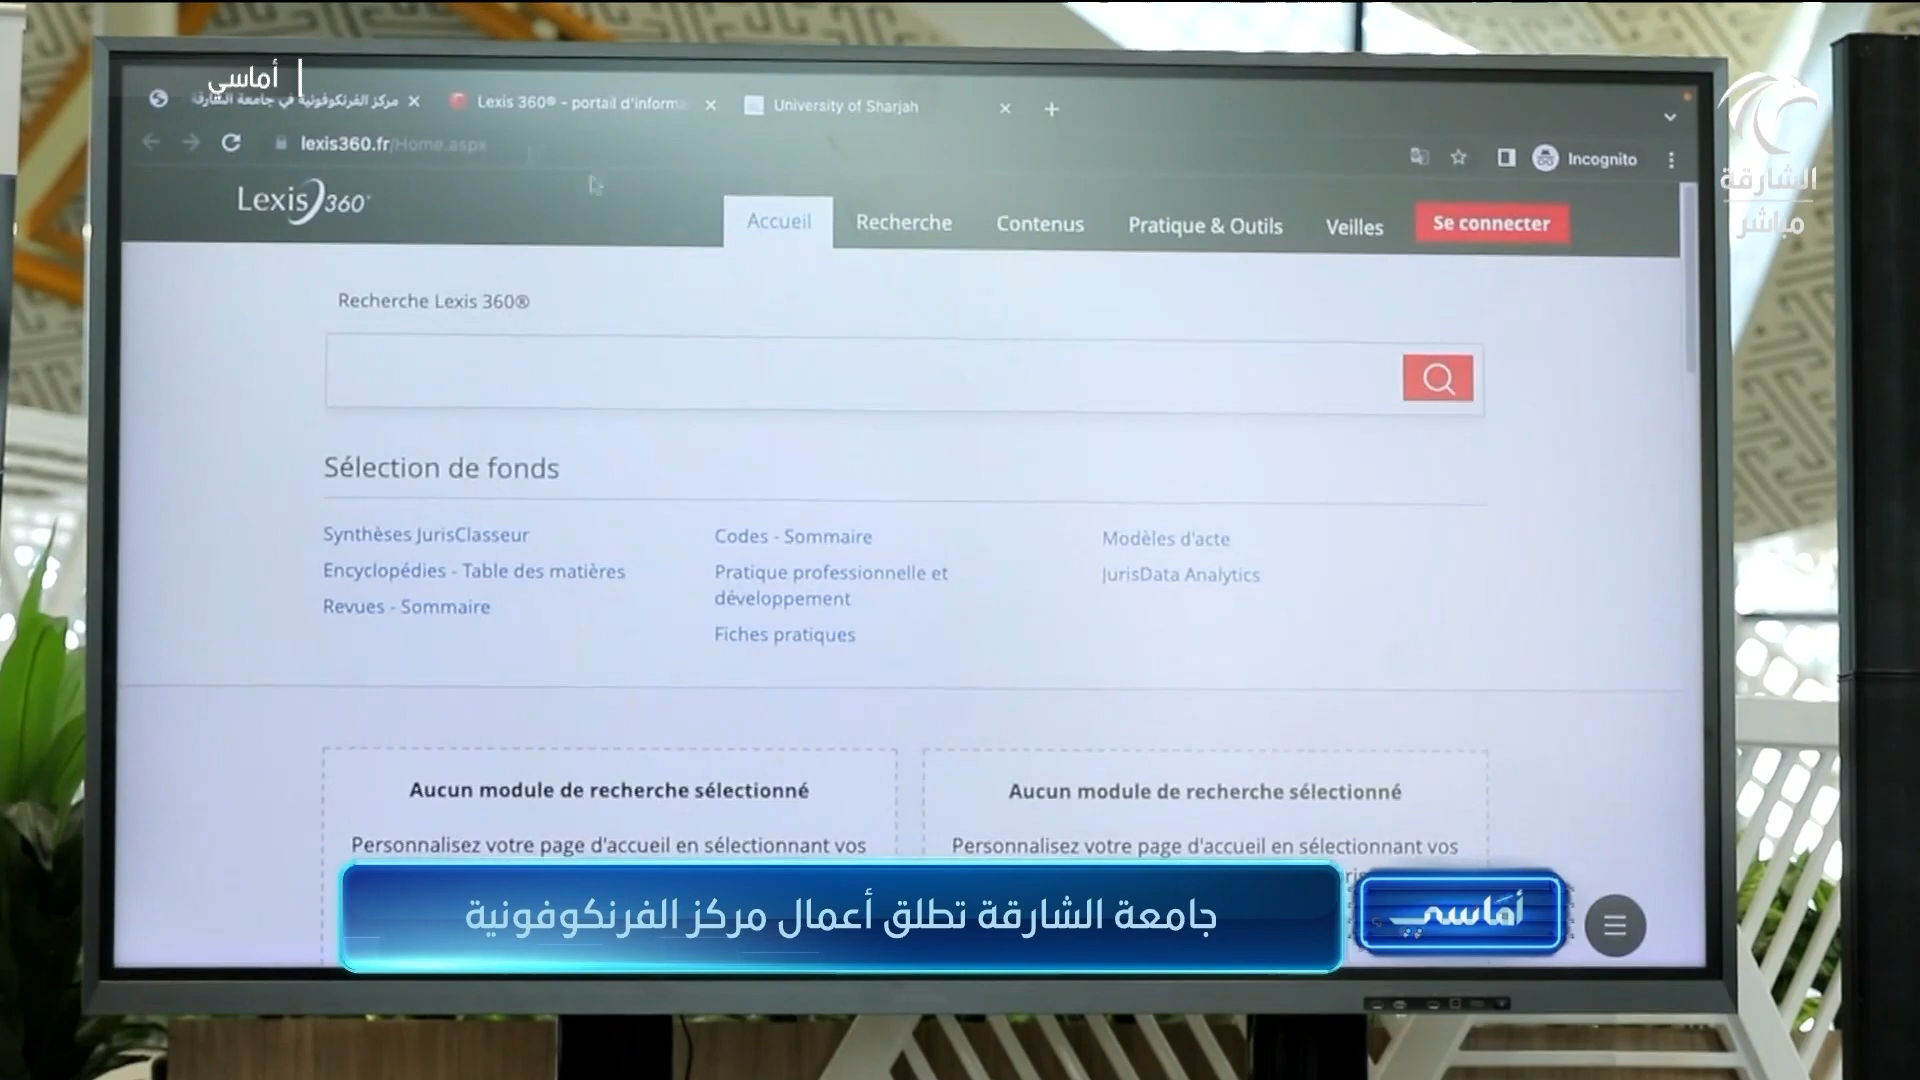 أماسي
مركز الفرنكوفونية في جامعة الشارقة
Lexis 360® - portail d'informa
University of Sharjah
lexis360.fr/Home.aspx
Incognito
الشارقة
مباشر
Lexis 360
Accueil
Recherche
Contenus
Pratique & Outils
Veilles
Se connecter
Recherche Lexis 360®
Sélection de fonds
Synthèses JurisClasseur
Codes - Sommaire
Modèles d'acte
Encyclopédies - Table des matières
Pratique professionnelle et
développement
JurisData Analytics
Revues - Sommaire
Fiches pratiques
Aucun module de recherche sélectionné
Aucun module de recherche sélectionné
Personnalisez votre page d'accueil en sélectionnant vos
Personnalisez votre page d'accueil en sélectionnant vos
جامعة الشارقة تطلق أعمال مركز الفرنكوفونية
أماسي